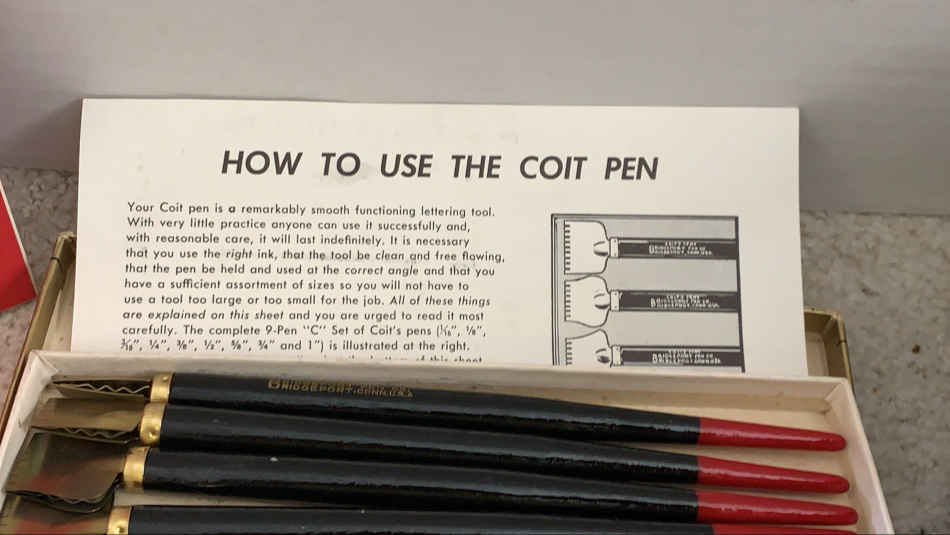 HOW TO USE THE COIT PEN
Your Coit pen is a remarkably smooth functioning lettering tool.
With very little practice anyone can use it successfully and,
with reasonable care, it will last indefinitely. It is necessary
that you use the right ink, that the tool be clean and free flowing,
that the pen be held and used at the correct angle and that you
have a sufficient assortment of sizes so you will not have to
use a tool too large or too small for the job. All of these things
are explained on this sheet and you are urged to read it most
carefully. The complete 9-Pen "C" Set of Coit's pens (1/16", 1/8",
3/16", 1/4", 3/8", 1/2", 5/8", 3/4" and 1") is illustrated at the right.
of this sheet
BRIDGEPORT, CONN. U.S.A.